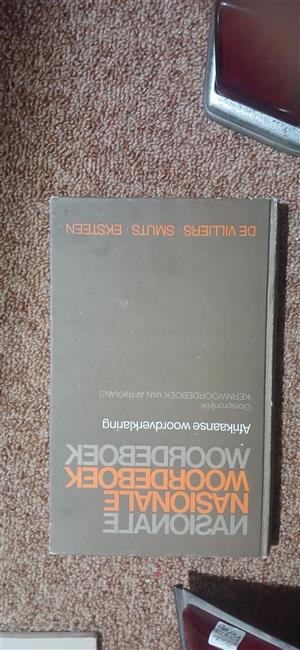 NASIONALE
NASIONALE
WOORDEBOEK
WOORDEBOEK
Afrikaanse woordverklaring
Oorspronklik
KERNWOORDEBOEK VAN AFRIKAANS
DE VILLIERS · SMUTS · EKSTEEN